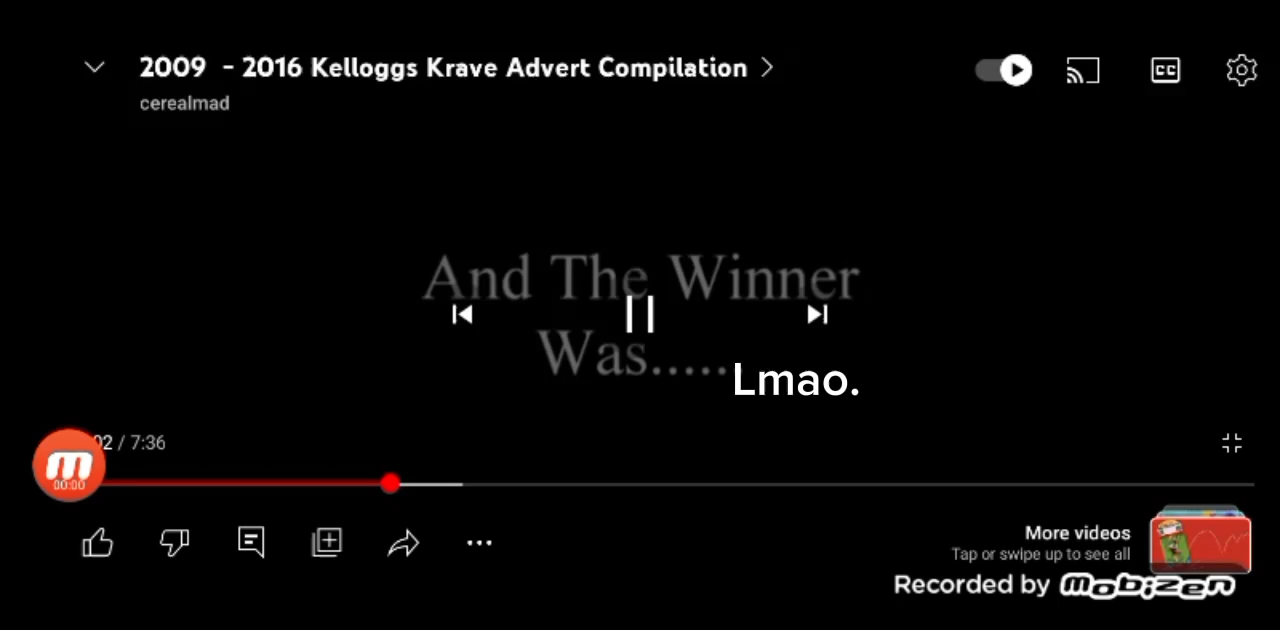 2009 - 2016 Kelloggs Krave Advert Compilation
cerealmad
CC
And The Winner
Was.....
Lmao.
02 / 7:36
m
00:00
More videos
Tap or swipe up to see all
Recorded by mobizen